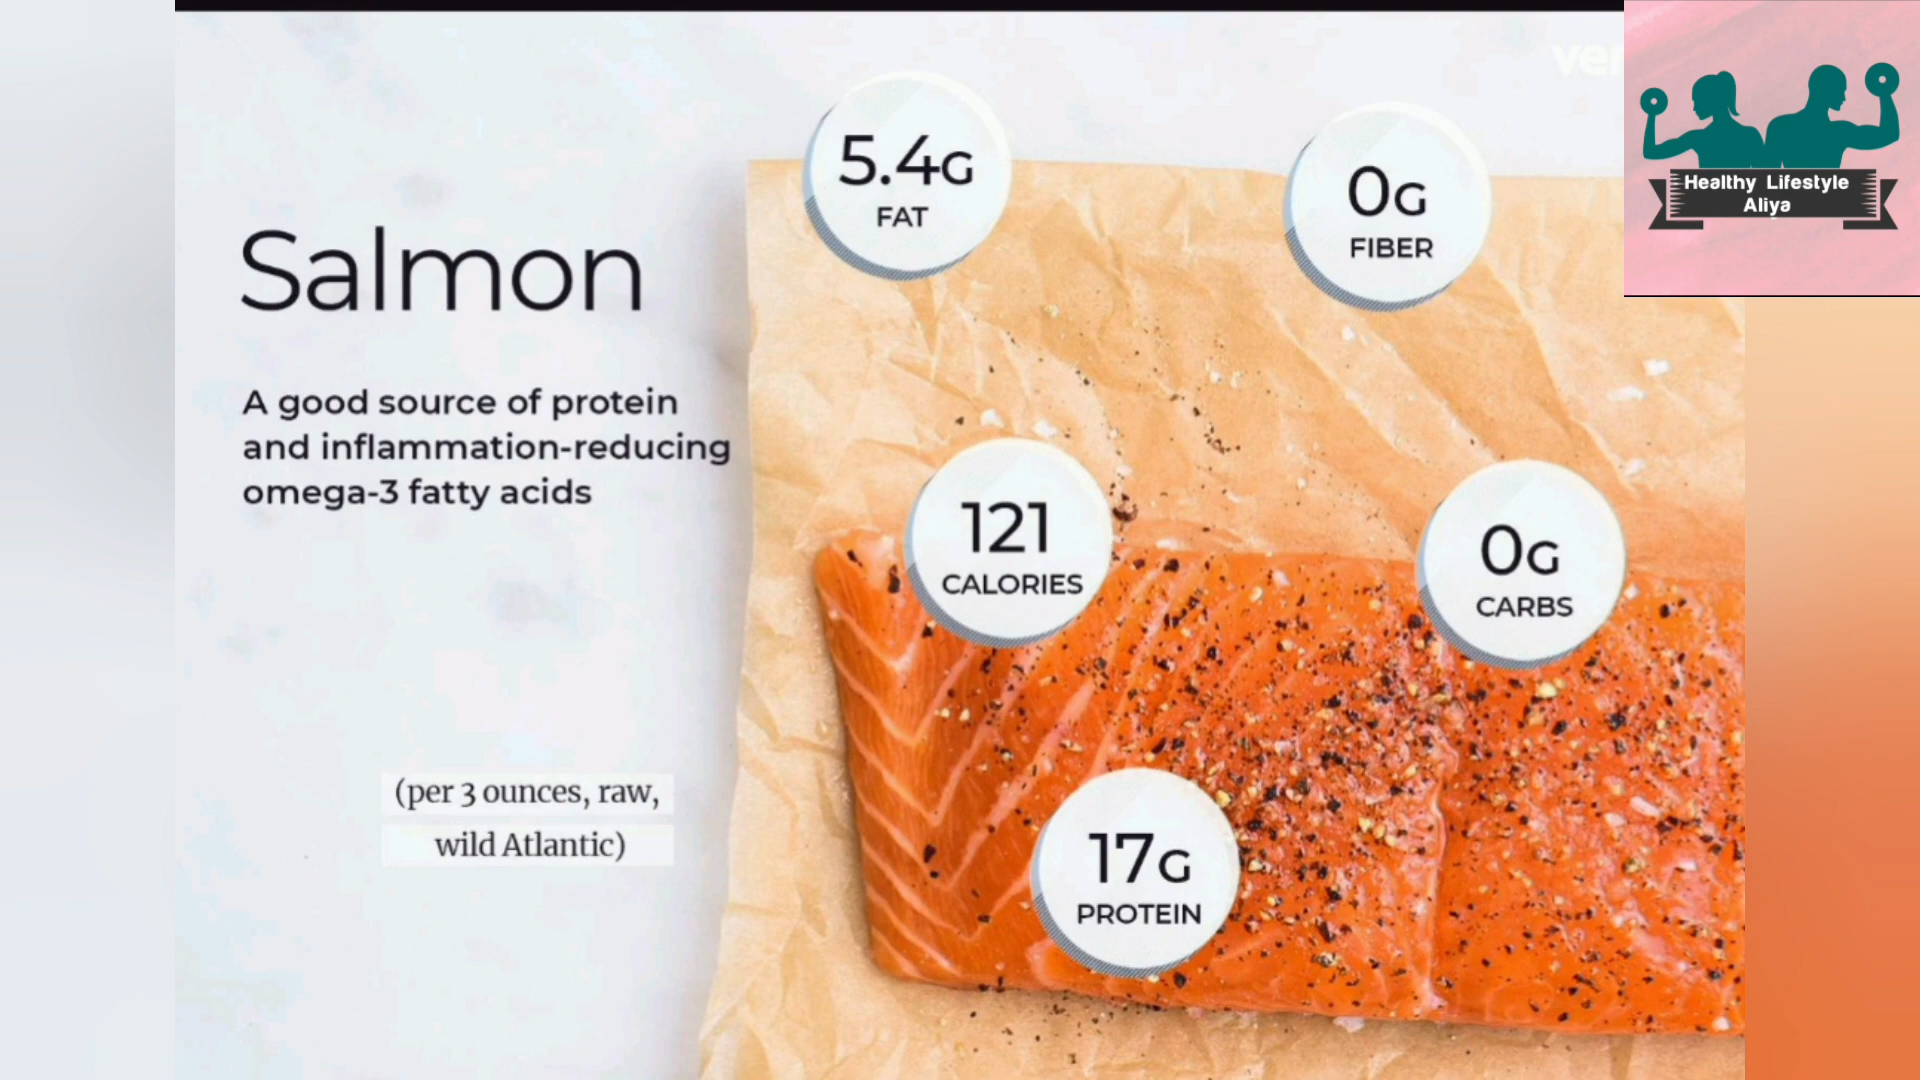 Salmon
A good source of protein
and inflammation-reducing
omega-3 fatty acids
(per 3 ounces, raw,
wild Atlantic)
5.4G
FAT
0G
FIBER
121
CALORIES
0G
CARBS
17G
PROTEIN
Healthy Lifestyle
Aliya